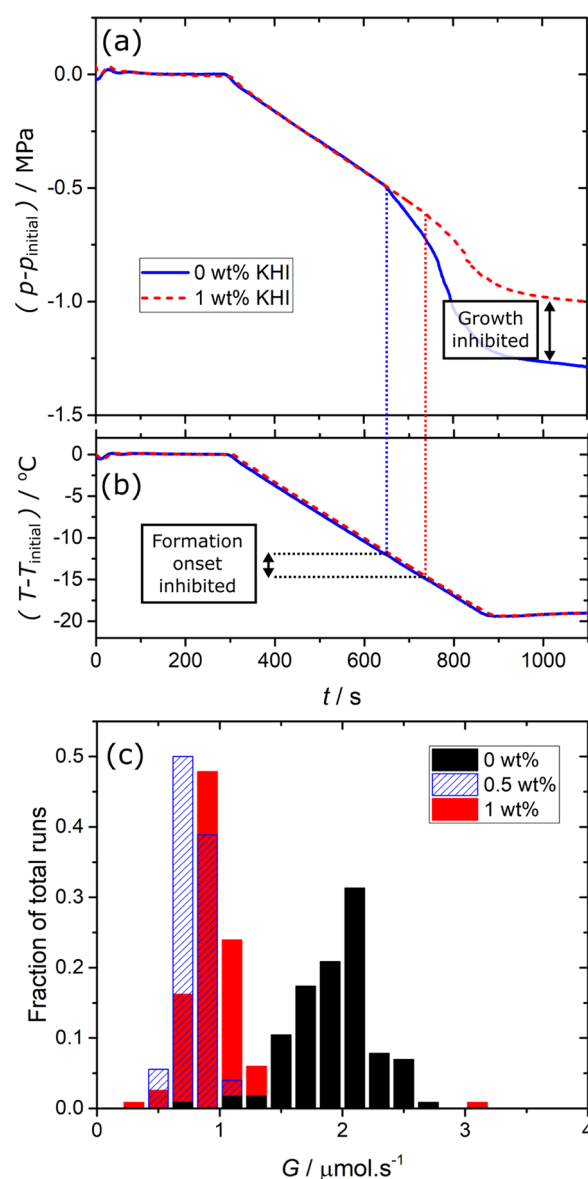 (a)
0.0
-0.5
-1.0
-1.5
( p-pinitial ) / MPa
0 wt% KHI
1 wt% KHI
Growth
inhibited
(b)
0
-5
-10
-15
-20
( T-Tinitial ) / °C
Formation
onset
inhibited
0 200 400 600 800 1000
t / s
(c)
0.5
0.4
0.3
0.2
0.1
0.0
Fraction of total runs
0 wt%
0.5 wt%
1 wt%
0 1 2 3 4
G / μmol.s-1